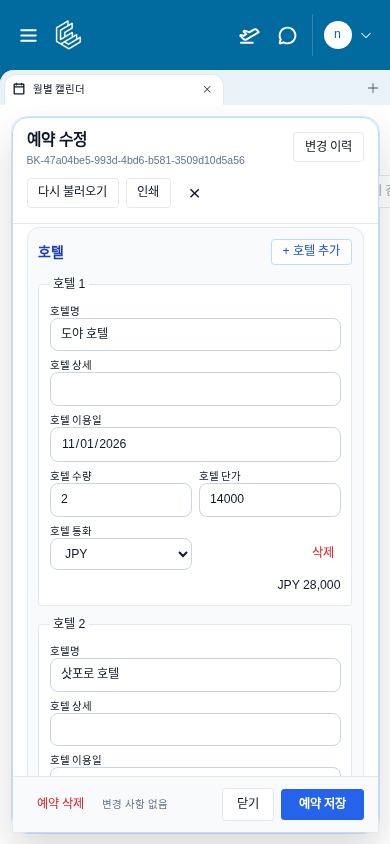 n
월별 캘린더
예약 수정
변경 이력
BK-47a04be5-993d-4bd6-b581-3509d10d5a56
다시 불러오기
인쇄
호텔
+ 호텔 추가
호텔 1
호텔명
도야 호텔
호텔 상세
호텔 이용일
11/01/2026
호텔 수량 호텔 단가
2 14000
호텔 통화
JPY
삭제
JPY 28,000
호텔 2
호텔명
삿포로 호텔
호텔 상세
호텔 이용일
예약 삭제 변경 사항 없음 닫기 예약 저장